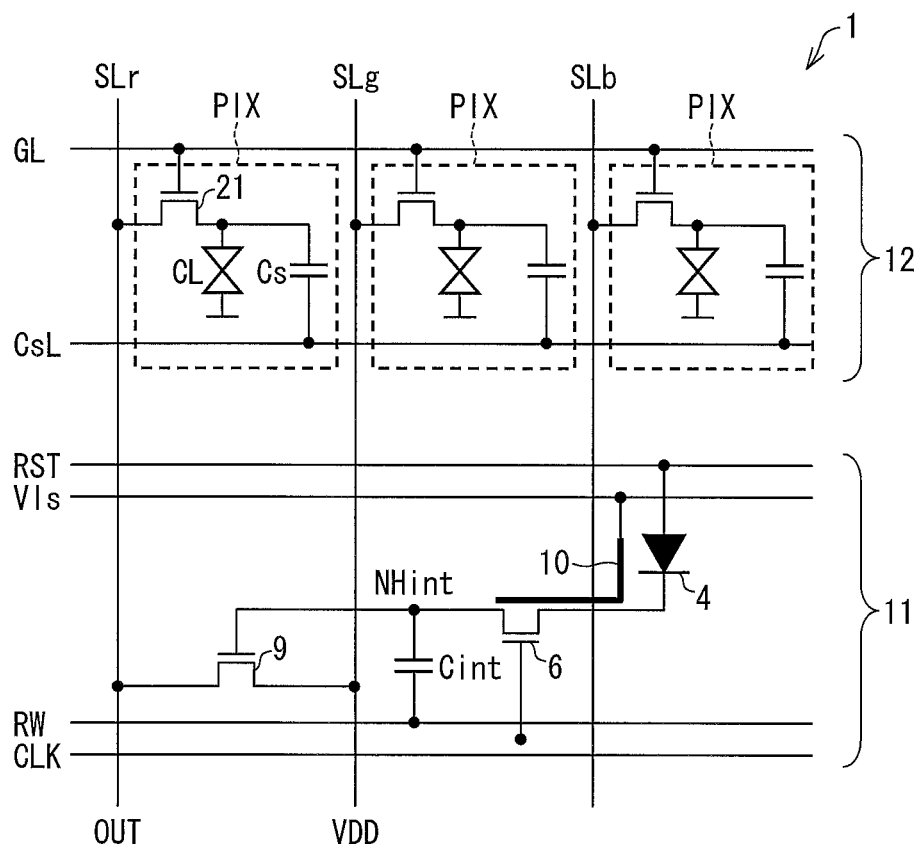 1
SLr SLg SLb
PIX PIX PIX
GL
21
12
CL Cs
CsL
RST
VIs
10
4
NHint
11
9
Cint
6
RW
CLK
OUT VDD